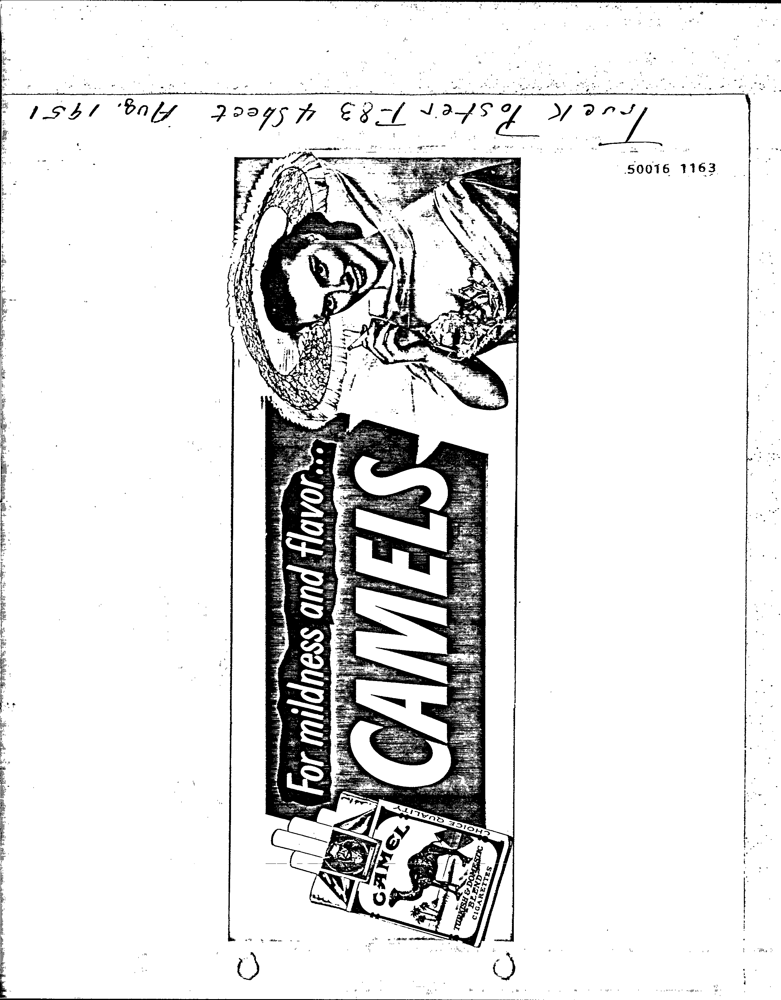 Truck Poster T-83 4 Sheet Aug. 1951
50016 1163
For mildness and flavor...
CAMELS
CAMEL
CHOICE QUALITY
TURKISH & DOMESTIC
BLEND
CIGARETTES